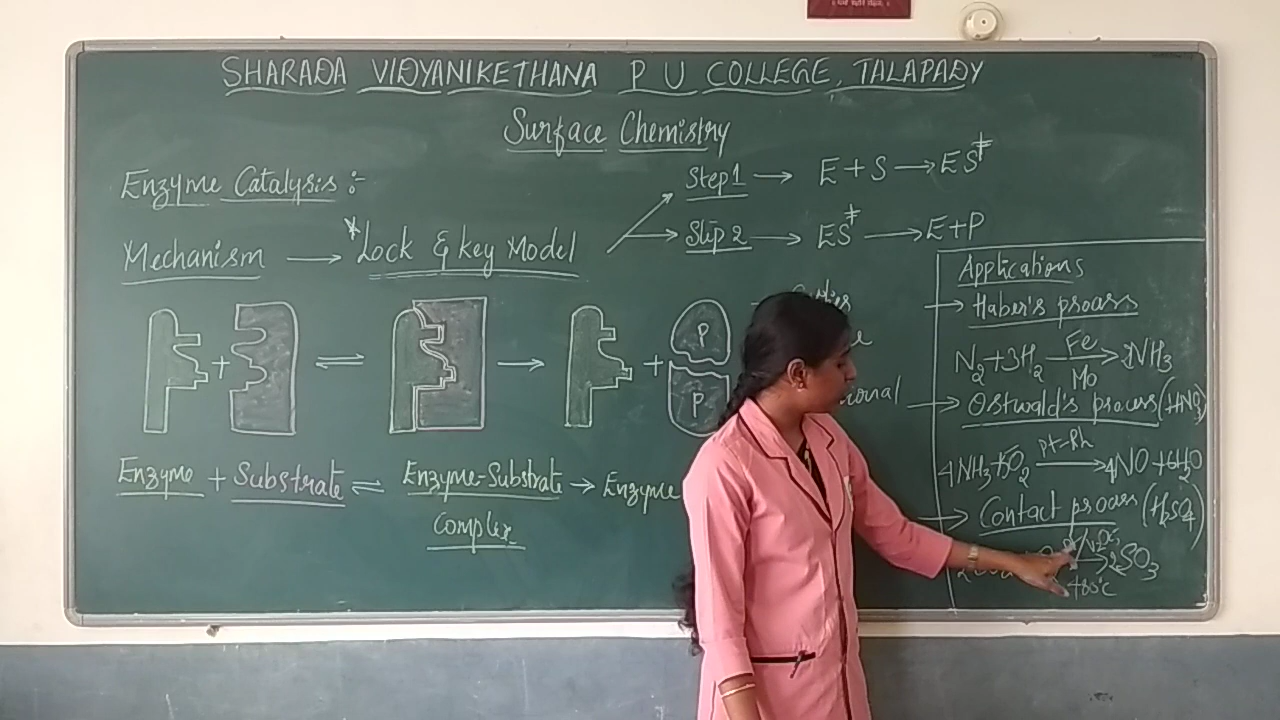 SHARADA VIDYANIKETHANA P U COLLEGE, TALAPADY
Surface Chemistry
Enzyme Catalysis :-
Mechanism → *Lock & key Model
Step 1 → E + S → ES‡
Step 2 → ES‡ → E + P
+ ⇌ → +
P
P
Enzyme + Substrate ⇌ Enzyme-Substrate Complex → Enzyme
Applications
→ Haber's process
N2 + 3H2 →[Fe / Mo] 2NH3
→ Ostwald's process (HNO3)
4NH3 + 5O2 →[Pt-Rh] 4NO + 6H2O
→ Contact process (H2SO4)
2SO3